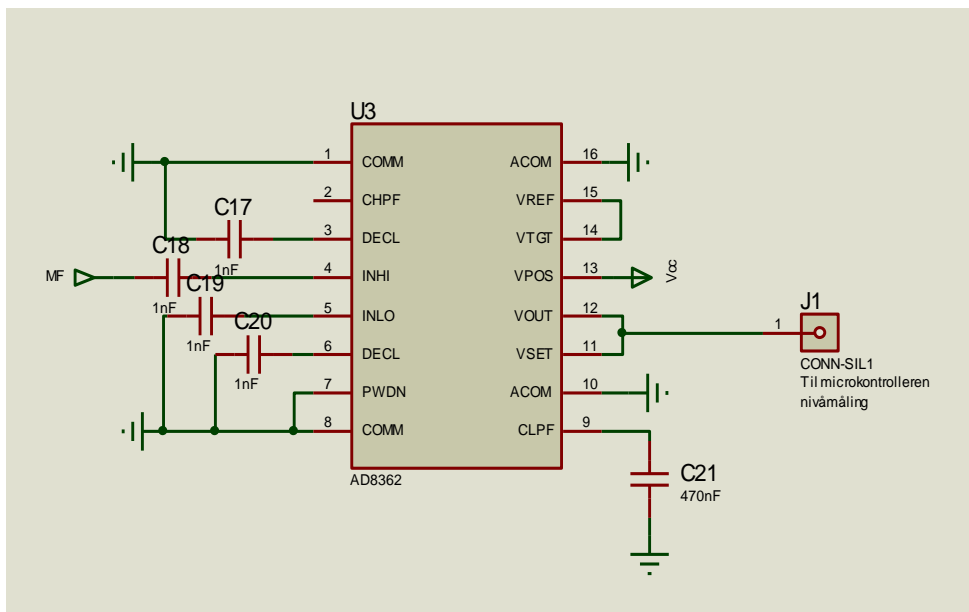 U3
1 COMM ACOM 16
2 CHPF VREF 15
C17
3 DECL VTGT 14
1nF
C18
MF 4 INHI VPOS 13 Vcc
1nF
C19
5 INLO VOUT 12
1nF
J1
1
C20
6 DECL VSET 11
1nF
CONN-SIL1
Til microkontrolleren
nivåmåling
7 PWDN ACOM 10
8 COMM CLPF 9
AD8362
C21
470nF